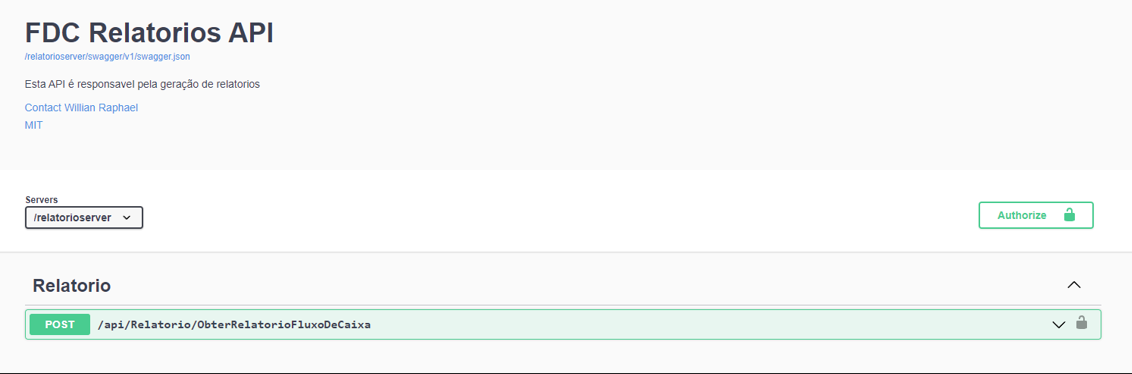 FDC Relatorios API
/relatorioserver/swagger/v1/swagger.json
Esta API é responsavel pela geração de relatorios
Contact Willian Raphael
MIT
Servers
/relatorioserver
Authorize
Relatorio
POST /api/Relatorio/ObterRelatorioFluxoDeCaixa